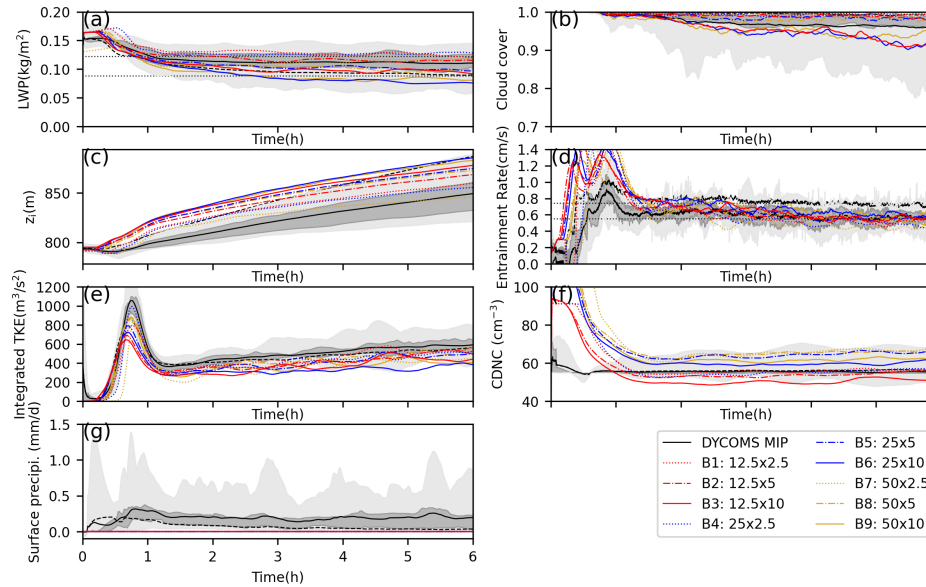 (a)
LWP(kg/m²)
0.20
0.15
0.10
0.05
0.00
Time(h)
(b)
Cloud cover
1.0
0.9
0.8
0.7
Time(h)
(c)
zᵢ(m)
850
800
Time(h)
(d)
Entrainment Rate(cm/s)
1.4
1.2
1.0
0.8
0.6
0.4
0.2
0.0
Time(h)
(e)
Integrated TKE(m³/s²)
1200
1000
800
600
400
200
0
Time(h)
(f)
CDNC (cm⁻³)
100
80
60
40
Time(h)
(g)
Surface precipi. (mm/d)
1.5
1.0
0.5
0.0
0 1 2 3 4 5 6
Time(h)
DYCOMS MIP
B1: 12.5x2.5
B2: 12.5x5
B3: 12.5x10
B4: 25x2.5
B5: 25x5
B6: 25x10
B7: 50x2.5
B8: 50x5
B9: 50x10